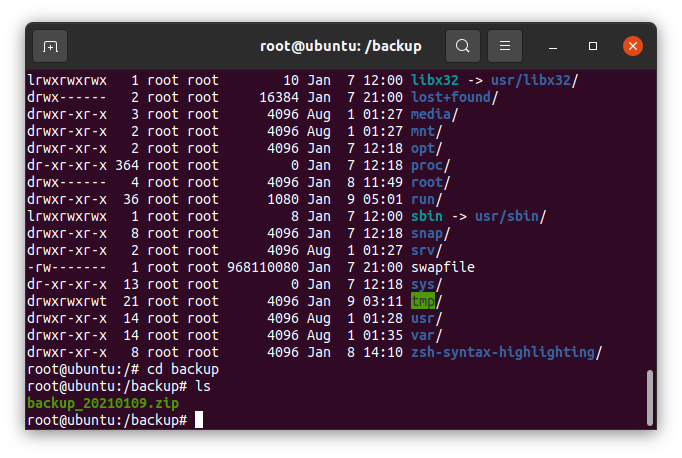 root@ubuntu: /backup
lrwxrwxrwx   1 root root        10 Jan  7 12:00 libx32 -> usr/libx32/
drwx------   2 root root     16384 Jan  7 21:00 lost+found/
drwxr-xr-x   3 root root      4096 Aug  1 01:27 media/
drwxr-xr-x   2 root root      4096 Aug  1 01:27 mnt/
drwxr-xr-x   2 root root      4096 Jan  7 12:18 opt/
dr-xr-xr-x 364 root root         0 Jan  7 12:18 proc/
drwx------   4 root root      4096 Jan  8 11:49 root/
drwxr-xr-x  36 root root      1080 Jan  9 05:01 run/
lrwxrwxrwx   1 root root         8 Jan  7 12:00 sbin -> usr/sbin/
drwxr-xr-x   8 root root      4096 Jan  7 12:18 snap/
drwxr-xr-x   2 root root      4096 Aug  1 01:27 srv/
-rw-------   1 root root 968110080 Jan  7 21:00 swapfile
dr-xr-xr-x  13 root root         0 Jan  7 12:18 sys/
drwxrwxrwt  21 root root      4096 Jan  9 03:11 tmp/
drwxr-xr-x  14 root root      4096 Aug  1 01:28 usr/
drwxr-xr-x  14 root root      4096 Aug  1 01:35 var/
drwxr-xr-x   8 root root      4096 Jan  8 14:10 zsh-syntax-highlighting/
root@ubuntu:/# cd backup
root@ubuntu:/backup# ls
backup_20210109.zip
root@ubuntu:/backup#